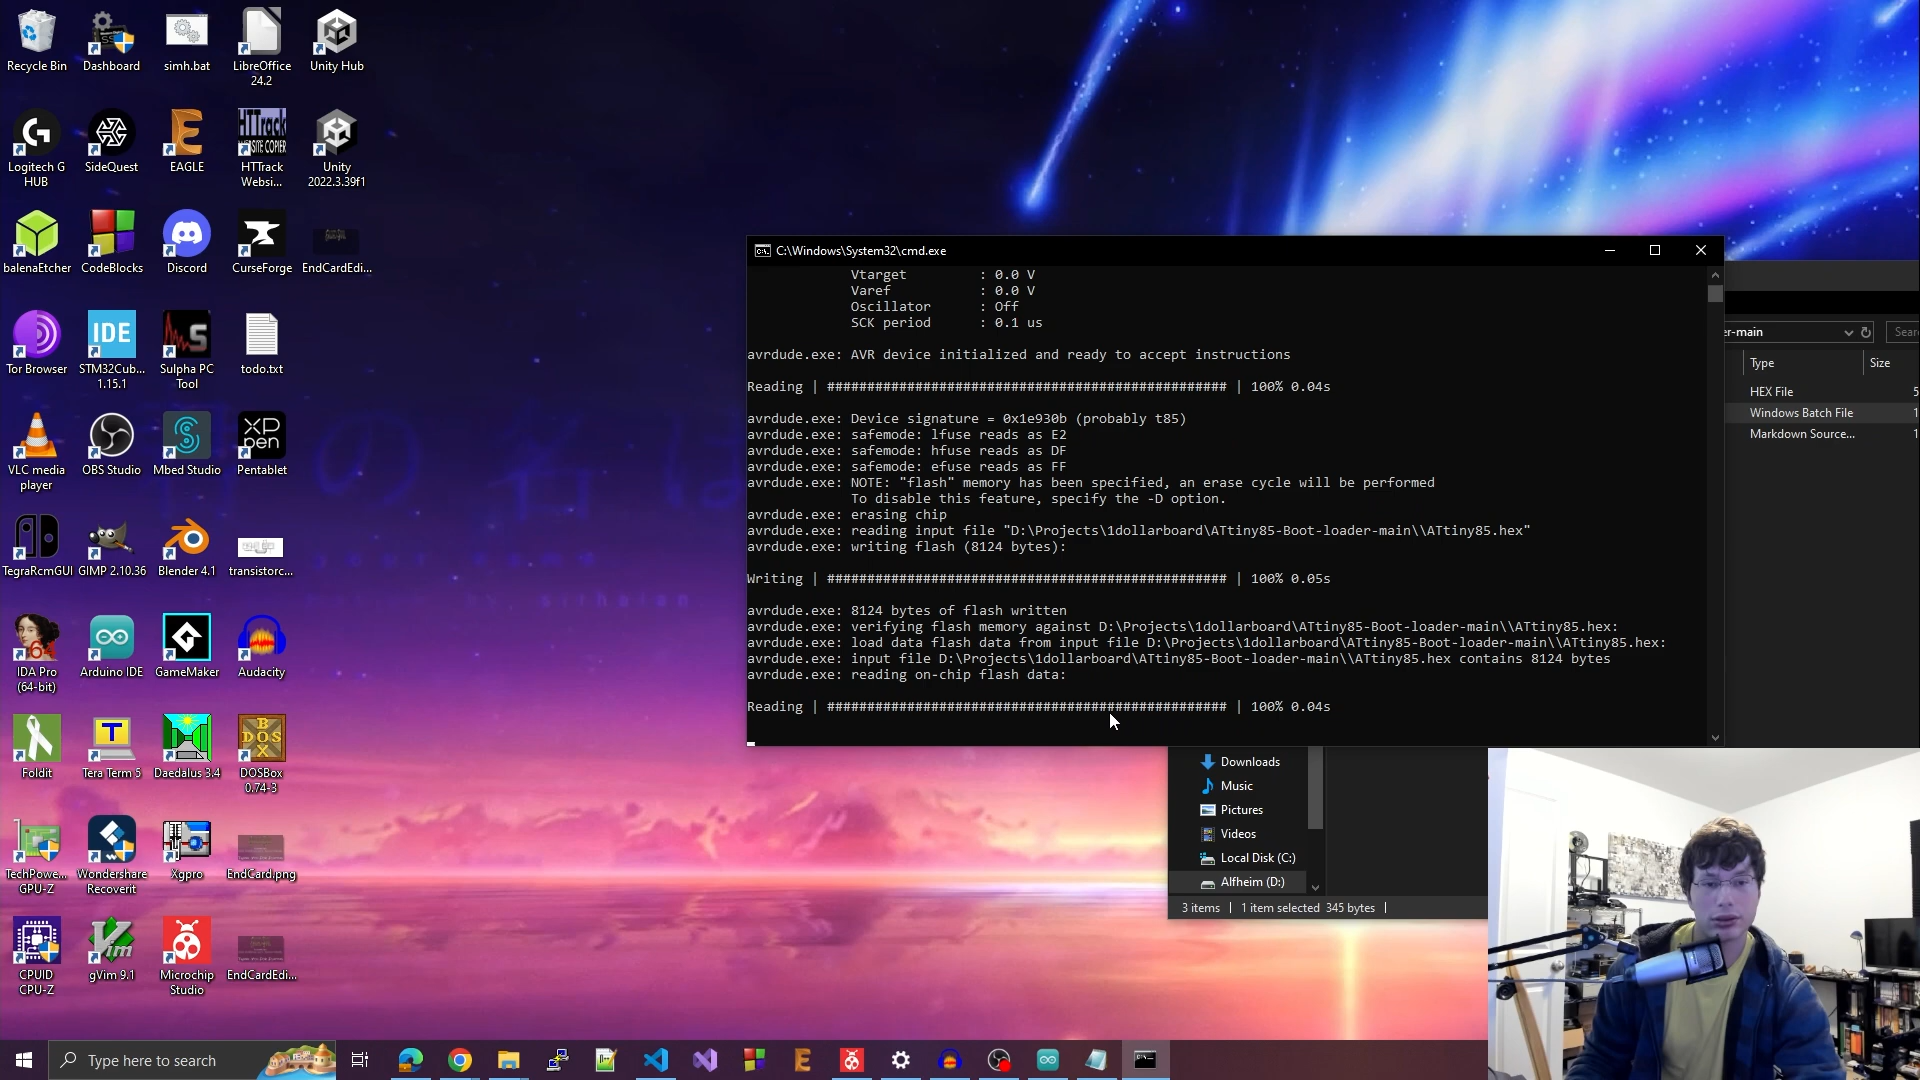 Recycle Bin
Dashboard
simh.bat
LibreOffice
24.2
Unity Hub
Logitech G
HUB
SideQuest
EAGLE
HTTrack
WEBSITE COPIER
HTTrack
Websi...
Unity
2022.3.39f1
balenaEtcher
CodeBlocks
Discord
CurseForge
EndCardEdi...
Tor Browser
IDE
STM32Cub...
1.15.1
Sulpha PC
Tool
todo.txt
VLC media
player
OBS Studio
Mbed Studio
XP
pen
Pentablet
TegraRcmGUI
GIMP 2.10.36
Blender 4.1
transistorc...
64
IDA Pro
(64-bit)
Arduino IDE
GameMaker
Audacity
Foldit
T
Tera Term 5
Daedalus 3.4
DOSBox
0.74-3
TechPowe...
GPU-Z
Wondershare
Recoverit
Xgpro
EndCard.png
CPUID
CPU-Z
gVim 9.1
Microchip
Studio
EndCardEdi...
C:\Windows\System32\cmd.exe
Vtarget : 0.0 V
Varef : 0.0 V
Oscillator : Off
SCK period : 0.1 us
avrdude.exe: AVR device initialized and ready to accept instructions
Reading | ################################################## | 100% 0.04s
avrdude.exe: Device signature = 0x1e930b (probably t85)
avrdude.exe: safemode: lfuse reads as E2
avrdude.exe: safemode: hfuse reads as DF
avrdude.exe: safemode: efuse reads as FF
avrdude.exe: NOTE: "flash" memory has been specified, an erase cycle will be performed
To disable this feature, specify the -D option.
avrdude.exe: erasing chip
avrdude.exe: reading input file "D:\Projects\1dollarboard\ATtiny85-Boot-loader-main\\ATtiny85.hex"
avrdude.exe: writing flash (8124 bytes):
Writing | ################################################## | 100% 0.05s
avrdude.exe: 8124 bytes of flash written
avrdude.exe: verifying flash memory against D:\Projects\1dollarboard\ATtiny85-Boot-loader-main\\ATtiny85.hex:
avrdude.exe: load data flash data from input file D:\Projects\1dollarboard\ATtiny85-Boot-loader-main\\ATtiny85.hex:
avrdude.exe: input file D:\Projects\1dollarboard\ATtiny85-Boot-loader-main\\ATtiny85.hex contains 8124 bytes
avrdude.exe: reading on-chip flash data:
Reading | ################################################## | 100% 0.04s
er-main
Sear
Type
Size
HEX File
5
Windows Batch File
1
Markdown Source...
1
Downloads
Music
Pictures
Videos
Local Disk (C:)
Alfheim (D:)
3 items
1 item selected 345 bytes
Type here to search